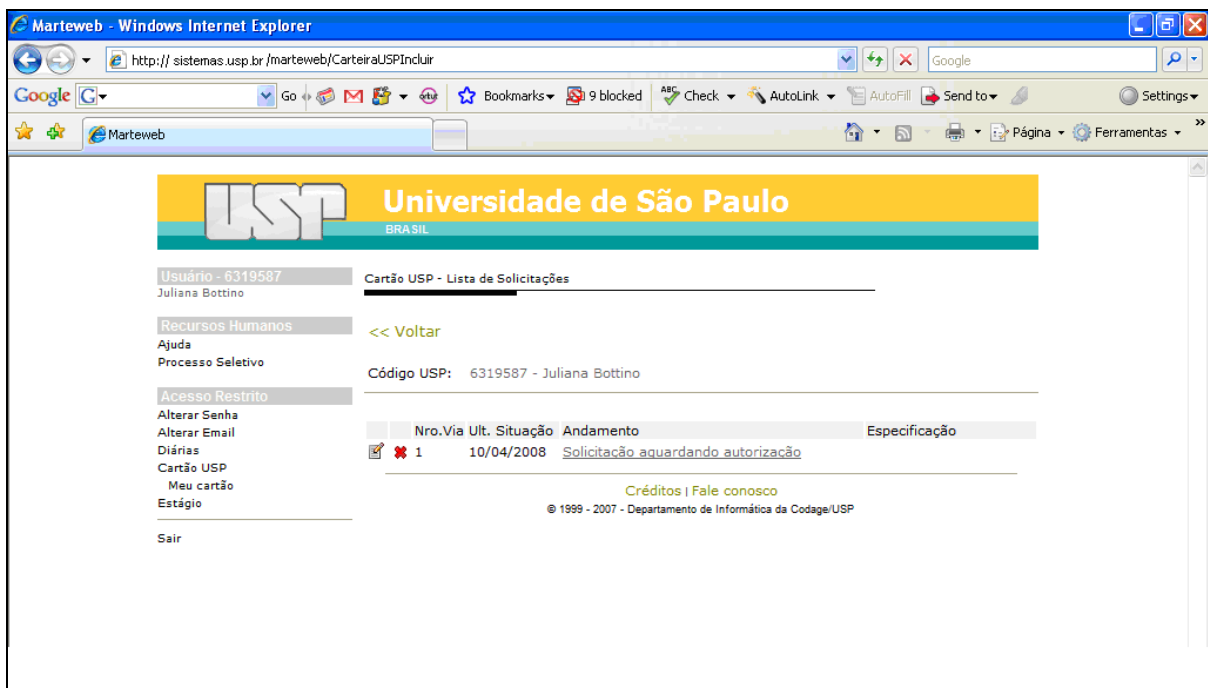 Marteweb - Windows Internet Explorer
http:// sistemas.usp.br/marteweb/CarteiraUSPIncluir
Google
Google G Go Bookmarks 9 blocked ABC Check AutoLink AutoFill Send to Settings
Marteweb
Página Ferramentas »
USP
Universidade de São Paulo
BRASIL
Usuário - 6319587
Juliana Bottino
Recursos Humanos
Ajuda
Processo Seletivo
Acesso Restrito
Alterar Senha
Alterar Email
Diárias
Cartão USP
Meu cartão
Estágio
Sair
Cartão USP - Lista de Solicitações
<< Voltar
Código USP: 6319587 - Juliana Bottino
Nro.Via Ult. Situação Andamento Especificação
1 10/04/2008 Solicitação aguardando autorização
Créditos | Fale conosco
© 1999 - 2007 - Departamento de Informática da Codage/USP